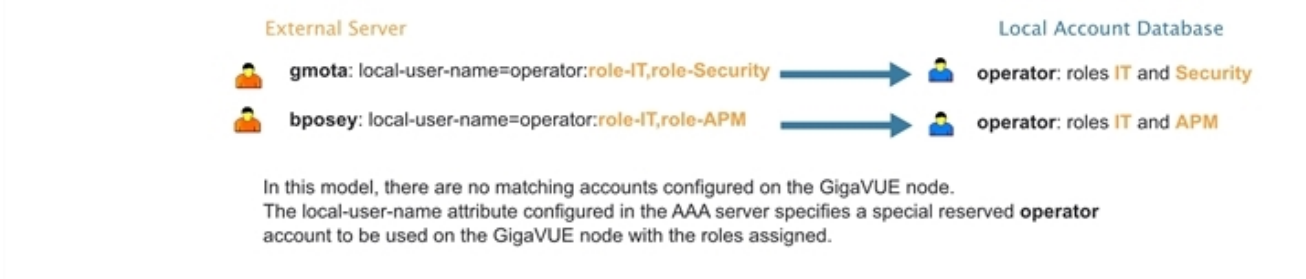 External Server
Local Account Database
gmota: local-user-name=operator:role-IT,role-Security
operator: roles IT and Security
bposey: local-user-name=operator:role-IT,role-APM
operator: roles IT and APM
In this model, there are no matching accounts configured on the GigaVUE node.
The local-user-name attribute configured in the AAA server specifies a special reserved operator
account to be used on the GigaVUE node with the roles assigned.